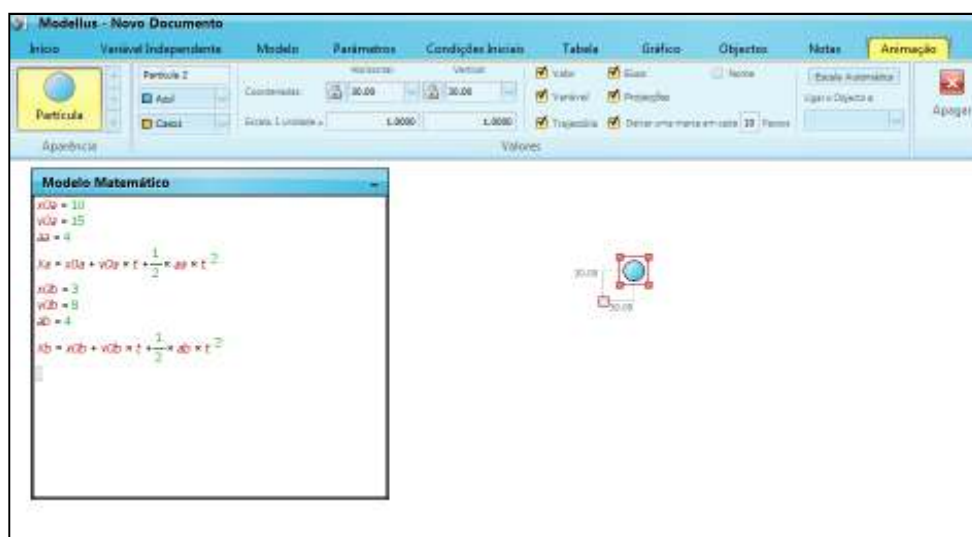 Modellus - Novo Documento
Início Variável Independente Modelo Parâmetros Condições Iniciais Tabela Gráfico Objectos Notas Animação
Horizontal Vertical
Partícula 2
Valor Eixos Nome
Escala Automática
Azul
Coordenadas: 30.00 30.00
Variável Projecções
Ligar o Objecto a
Partícula
Casos
Escala: 1 unidade = 1.0000 1.0000
Trajectória Deixar uma marca em cada 10 Passos
Apagar
Aparência Valores
Modelo Matemático
x0a = 10
v0a = 15
aa = 4
Xa = x0a + v0a × t + 1/2 × aa × t 2
x0b = 3
v0b =
ab = 4
Xb = x0b + v0b × t + 1/2 × ab × t 2
30.00
30.00